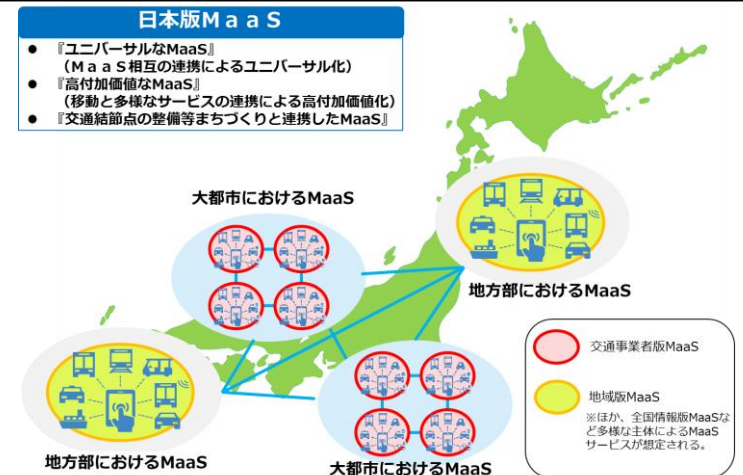 日本版ＭａａＳ
● 『ユニバーサルなMaaS』
（ＭａａＳ相互の連携によるユニバーサル化）
● 『高付加価値なMaaS』
（移動と多様なサービスの連携による高付加価値化）
● 『交通結節点の整備等まちづくりと連携したMaaS』
大都市におけるMaaS
地方部におけるMaaS
地方部におけるMaaS
大都市におけるMaaS
交通事業者版MaaS
地域版MaaS
※ほか、全国情報版MaaSな
ど多様な主体によるMaaS
サービスが想定される。